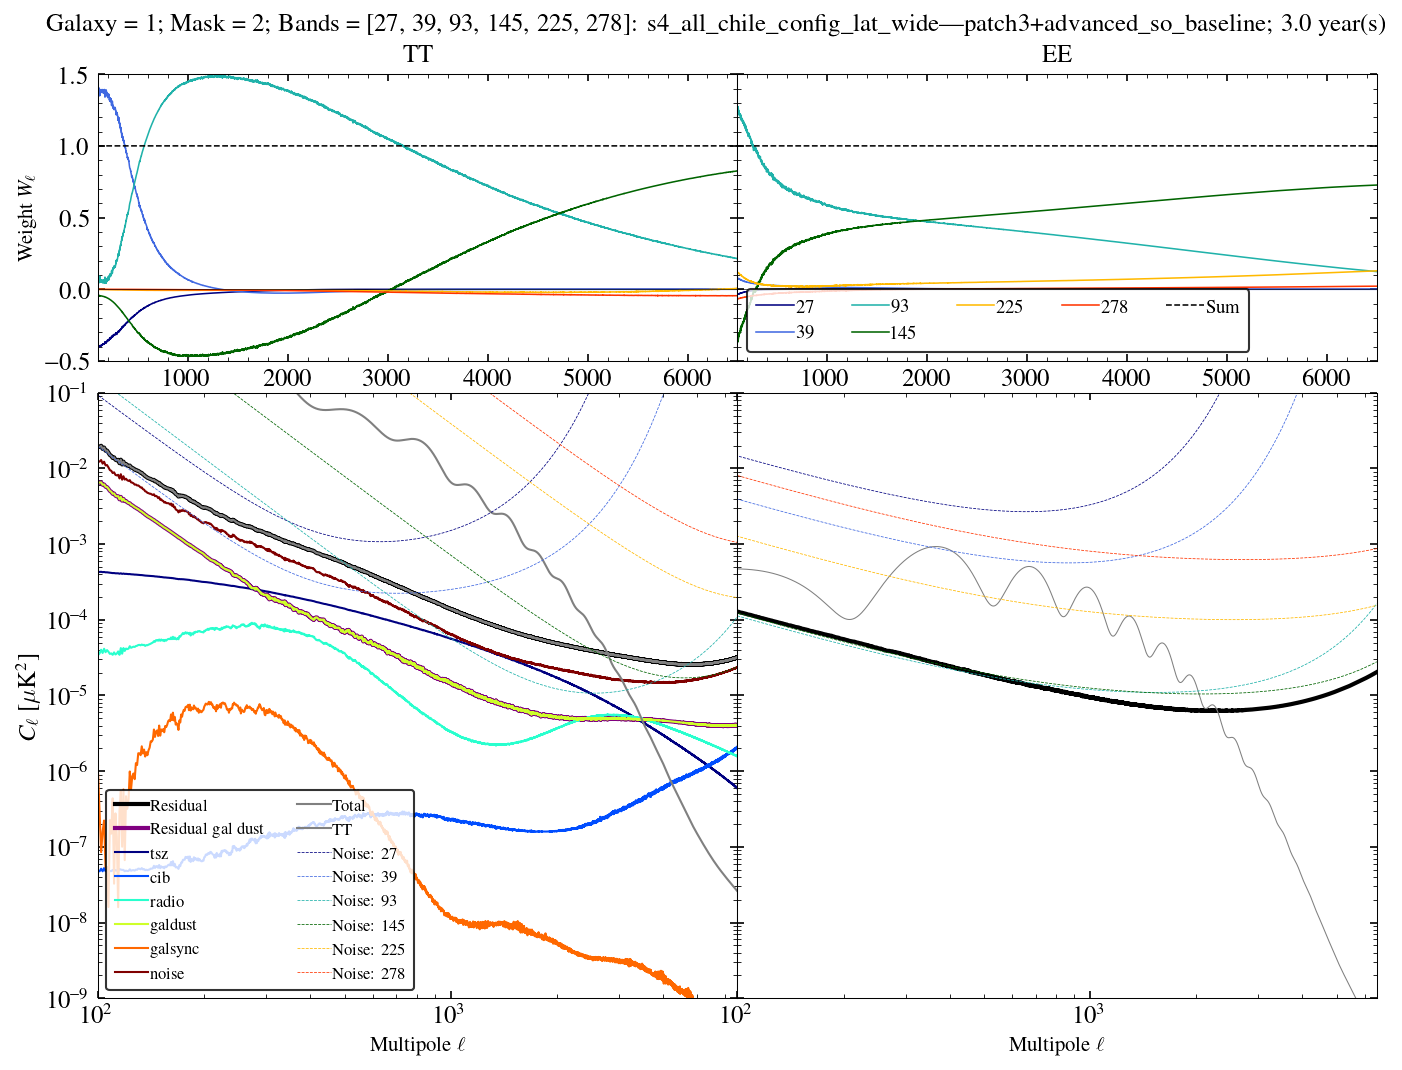 Galaxy = 1; Mask = 2; Bands = [27, 39, 93, 145, 225, 278]: s4_all_chile_config_lat_wide—patch3+advanced_so_baseline; 3.0 year(s)
TT EE
1.5
1.0
0.5
0.0
−0.5
Weight W_ℓ
27 93 225 278 Sum
39 145
1000 2000 3000 4000 5000 6000 1000 2000 3000 4000 5000 6000
10^−1
10^−2
10^−3
10^−4
10^−5
10^−6
10^−7
10^−8
10^−9
C_ℓ [μK^2]
Residual Total
Residual gal dust TT
tsz Noise: 27
cib Noise: 39
radio Noise: 93
galdust Noise: 145
galsync Noise: 225
noise Noise: 278
10^2 10^3 10^2 10^3
Multipole ℓ Multipole ℓ